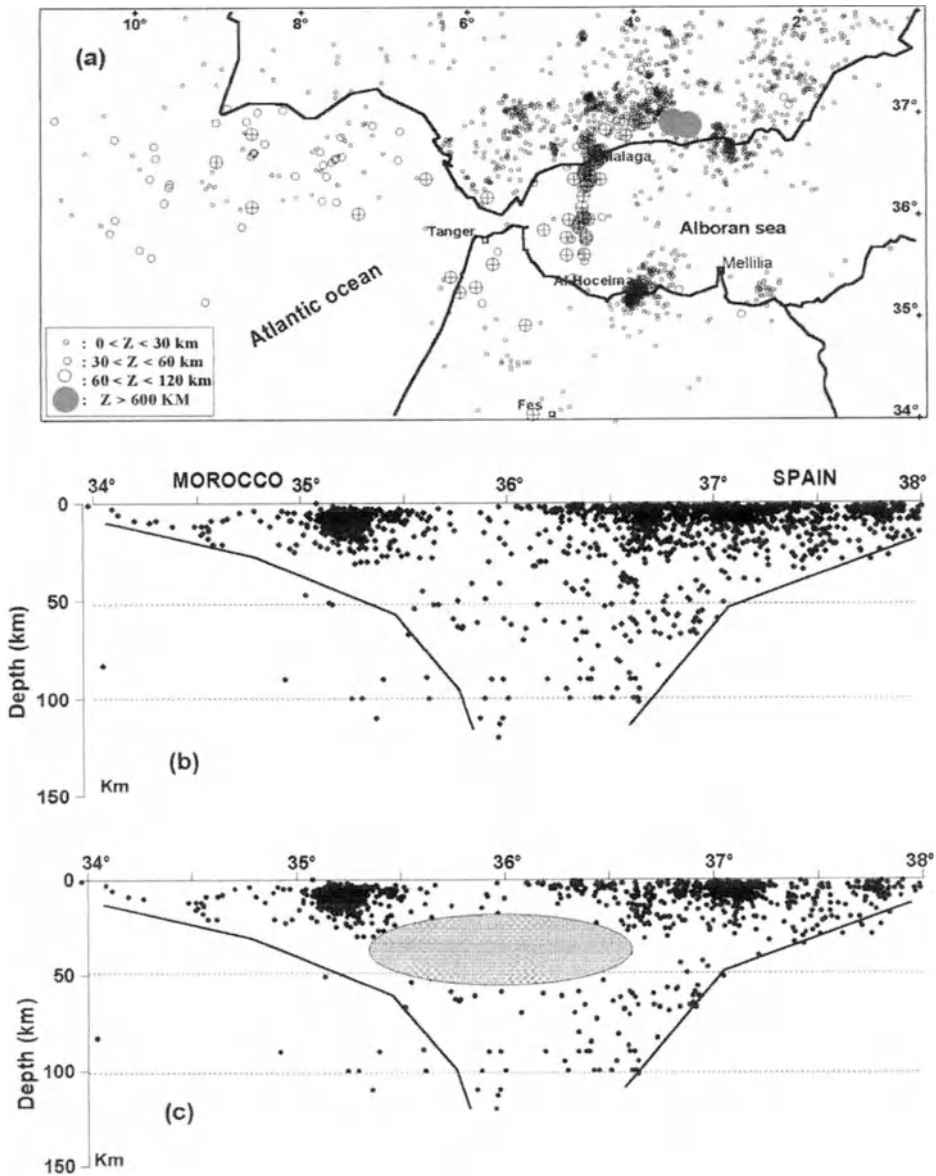 10° 8° 6° 4° 2°
(a)
37°
Malaga
36°
Tanger
Alboran sea
Mellilia
Al-Hoceima
35°
Atlantic ocean
: 0 < Z < 30 km
: 30 < Z < 60 km
: 60 < Z < 120 km
: Z > 600 KM
Fes
34°
34° MOROCCO 35° 36° 37° SPAIN 38°
0
50
100
150
Depth (km)
(b)
Km
34° 35° 36° 37° 38°
0
50
100
150
Depth (km)
(c)
Km